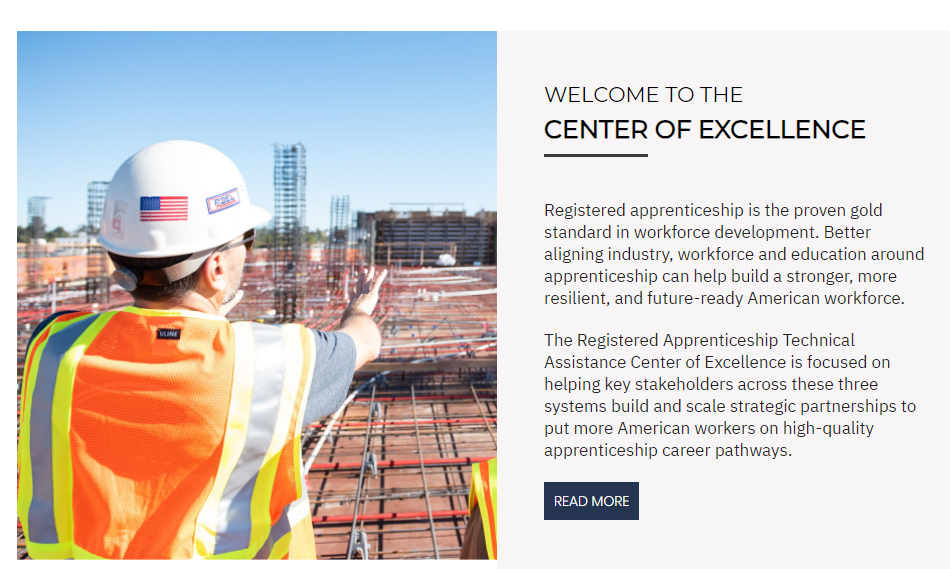 WELCOME TO THE
CENTER OF EXCELLENCE
Registered apprenticeship is the proven gold
standard in workforce development. Better
aligning industry, workforce and education around
apprenticeship can help build a stronger, more
resilient, and future-ready American workforce.
The Registered Apprenticeship Technical
Assistance Center of Excellence is focused on
helping key stakeholders across these three
systems build and scale strategic partnerships to
put more American workers on high-quality
apprenticeship career pathways.
READ MORE
ULINE